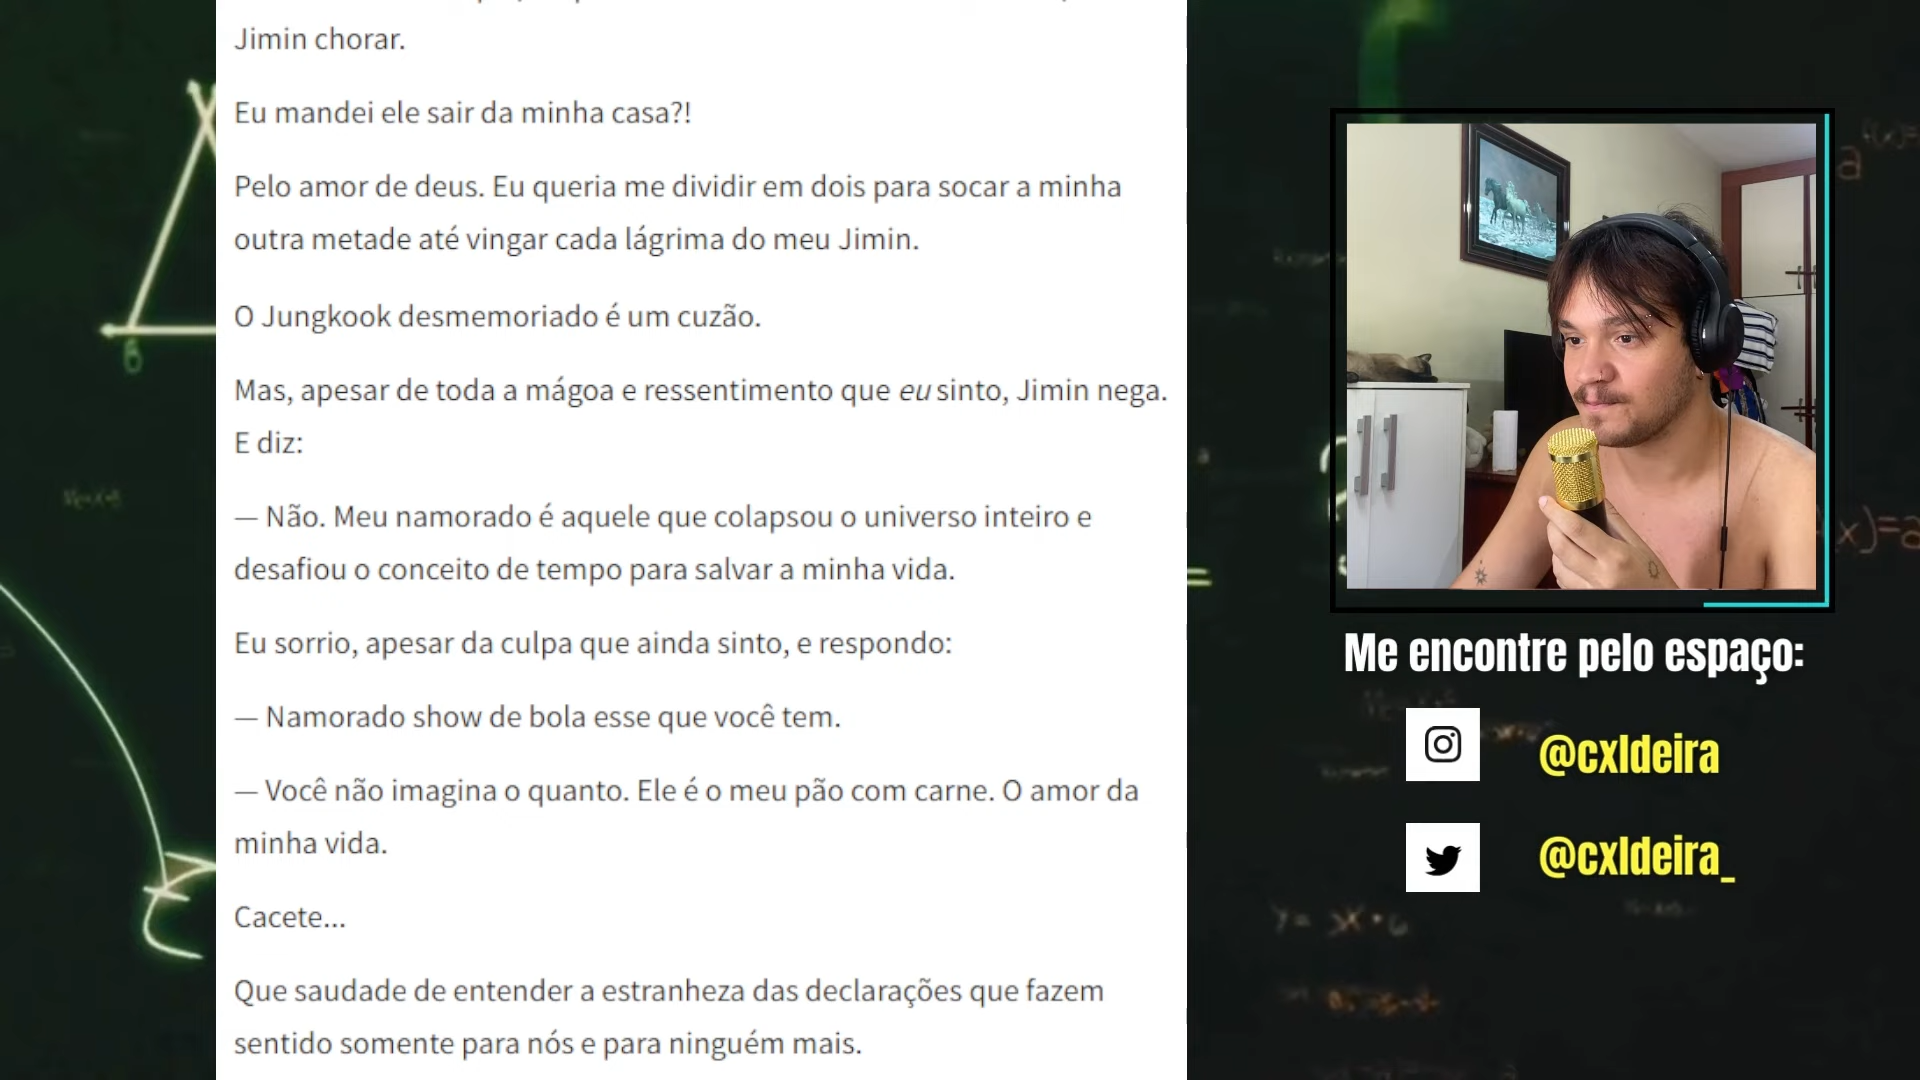 Jimin chorar.
Eu mandei ele sair da minha casa?!
Pelo amor de deus. Eu queria me dividir em dois para socar a minha
outra metade até vingar cada lágrima do meu Jimin.
O Jungkook desmemoriado é um cuzão.
Mas, apesar de toda a mágoa e ressentimento que eu sinto, Jimin nega.
E diz:
— Não. Meu namorado é aquele que colapsou o universo inteiro e
desafiou o conceito de tempo para salvar a minha vida.
Eu sorrio, apesar da culpa que ainda sinto, e respondo:
— Namorado show de bola esse que você tem.
— Você não imagina o quanto. Ele é o meu pão com carne. O amor da
minha vida.
Cacete...
Que saudade de entender a estranheza das declarações que fazem
sentido somente para nós e para ninguém mais.
Me encontre pelo espaço:
@cxldeira
@cxldeira_